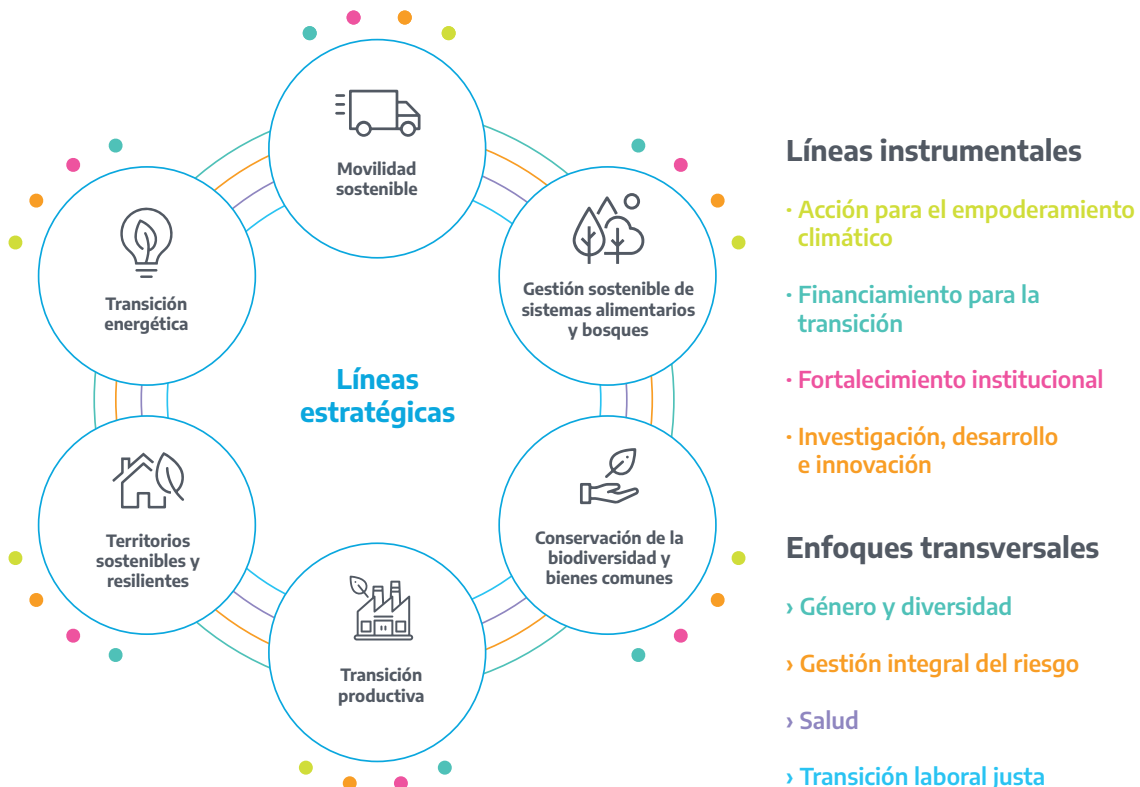 Movilidad
sostenible
Transición
energética
Gestión sostenible de
sistemas alimentarios
y bosques
Líneas
estratégicas
Territorios
sostenibles y
resilientes
Conservación de la
biodiversidad y
bienes comunes
Transición
productiva
Líneas instrumentales
· Acción para el empoderamiento
climático
· Financiamiento para la
transición
· Fortalecimiento institucional
· Investigación, desarrollo
e innovación
Enfoques transversales
› Género y diversidad
› Gestión integral del riesgo
› Salud
› Transición laboral justa